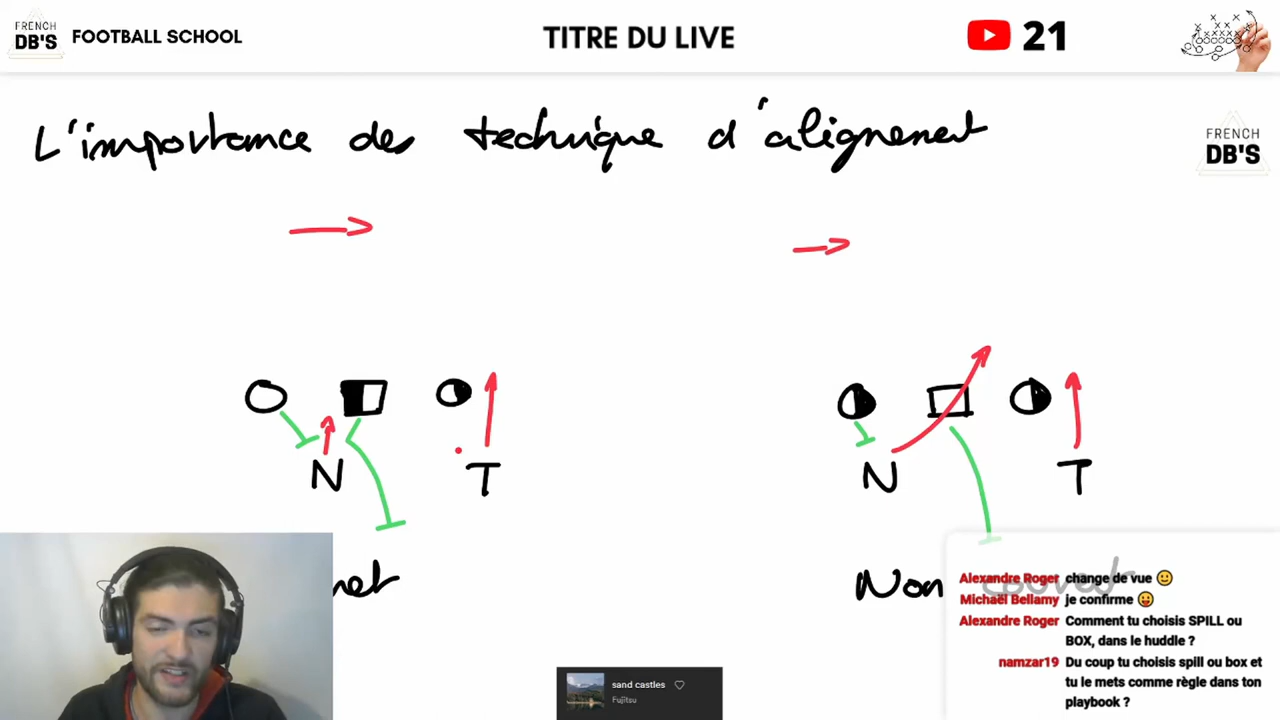 FRENCH
DB'S
FOOTBALL SCHOOL
TITRE DU LIVE
21
L'importance des technique d'alignement
FRENCH
DB'S
N
T
N
T
Non couvert
Alexandre Roger change de vue 🙂
Michaël Bellamy je confirme 😛
Alexandre Roger Comment tu choisis SPILL ou
BOX, dans le huddle ?
namzar19 Du coup tu choisis spill ou box et
tu le mets comme règle dans ton
playbook ?
sand castles
Fujitsu